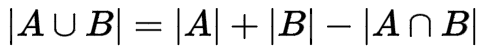 |A ∪ B| = |A| + |B| − |A ∩ B|